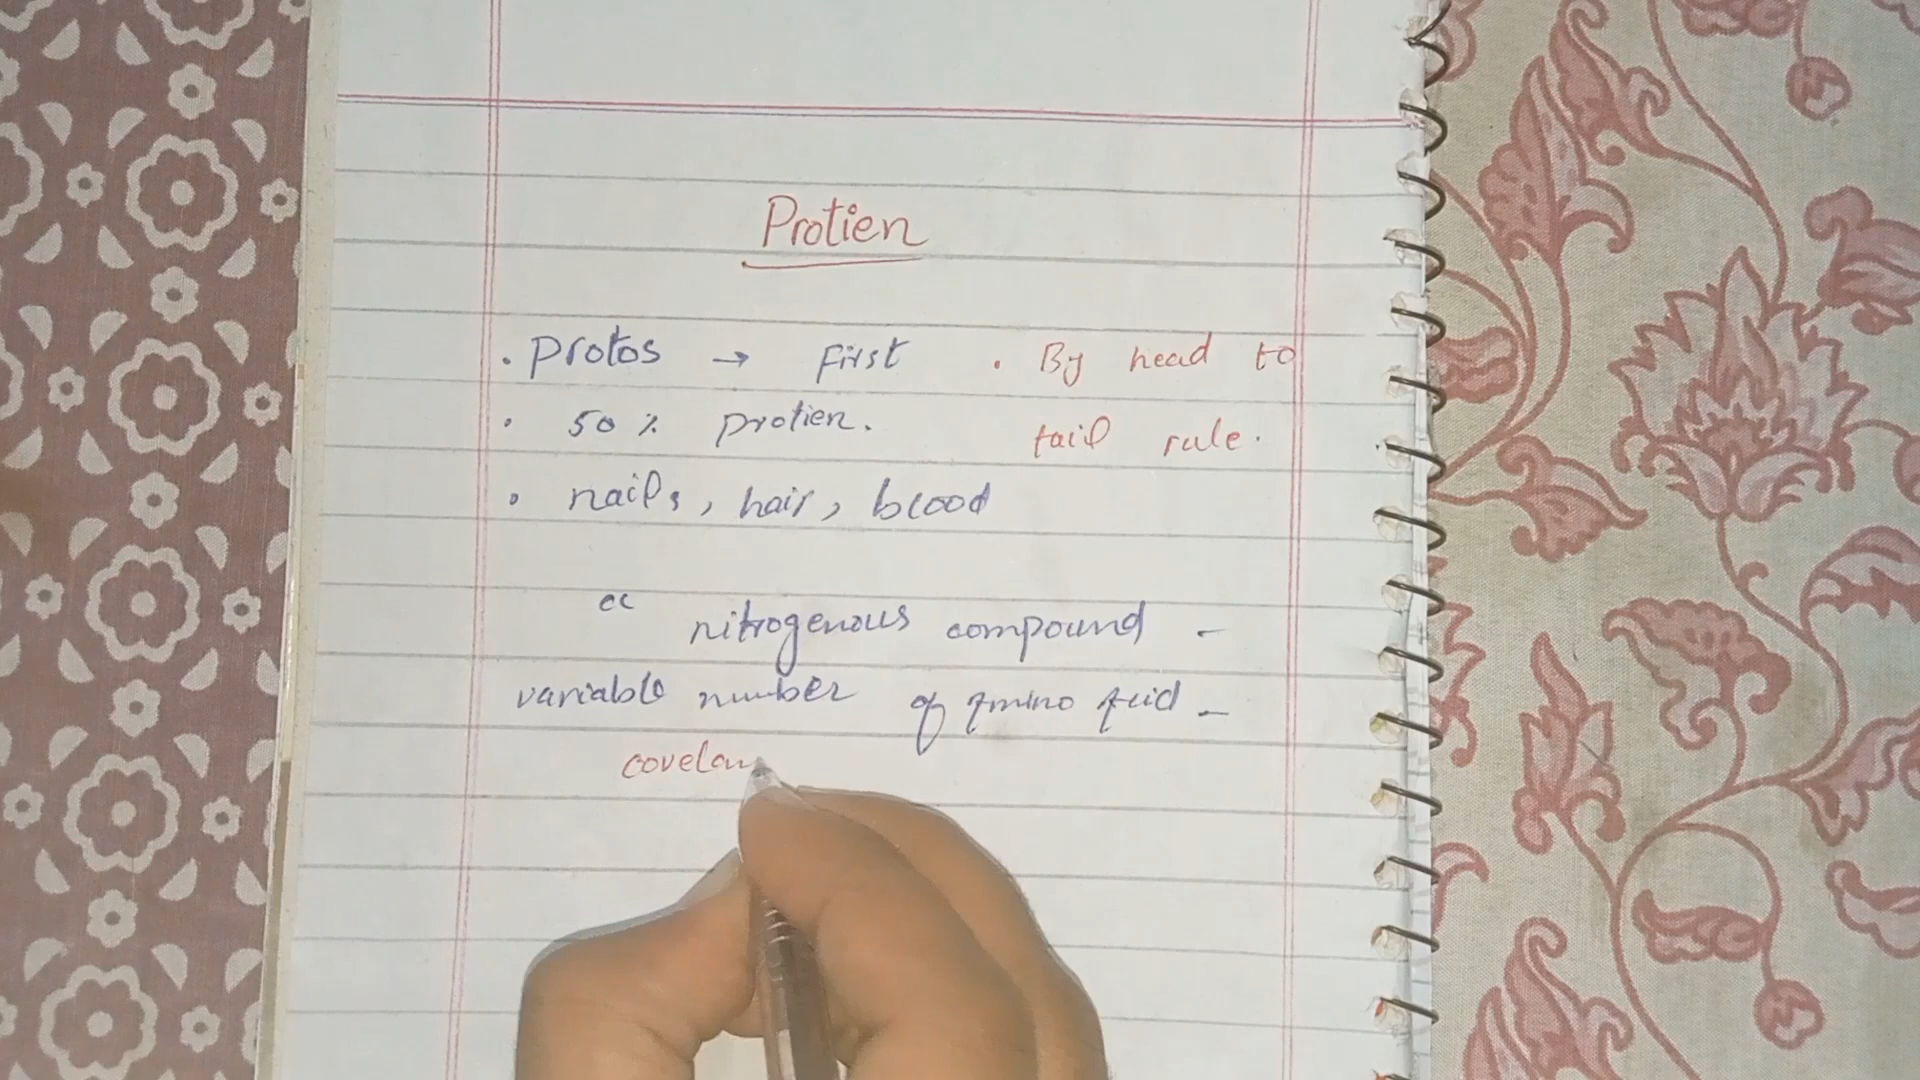 Protien
. Protos → First
. 50 % protien.
. nails, hair, blood
. By head to
tail rule.
“ nitrogenous compound -
variable number of Amino Acid -
covelan